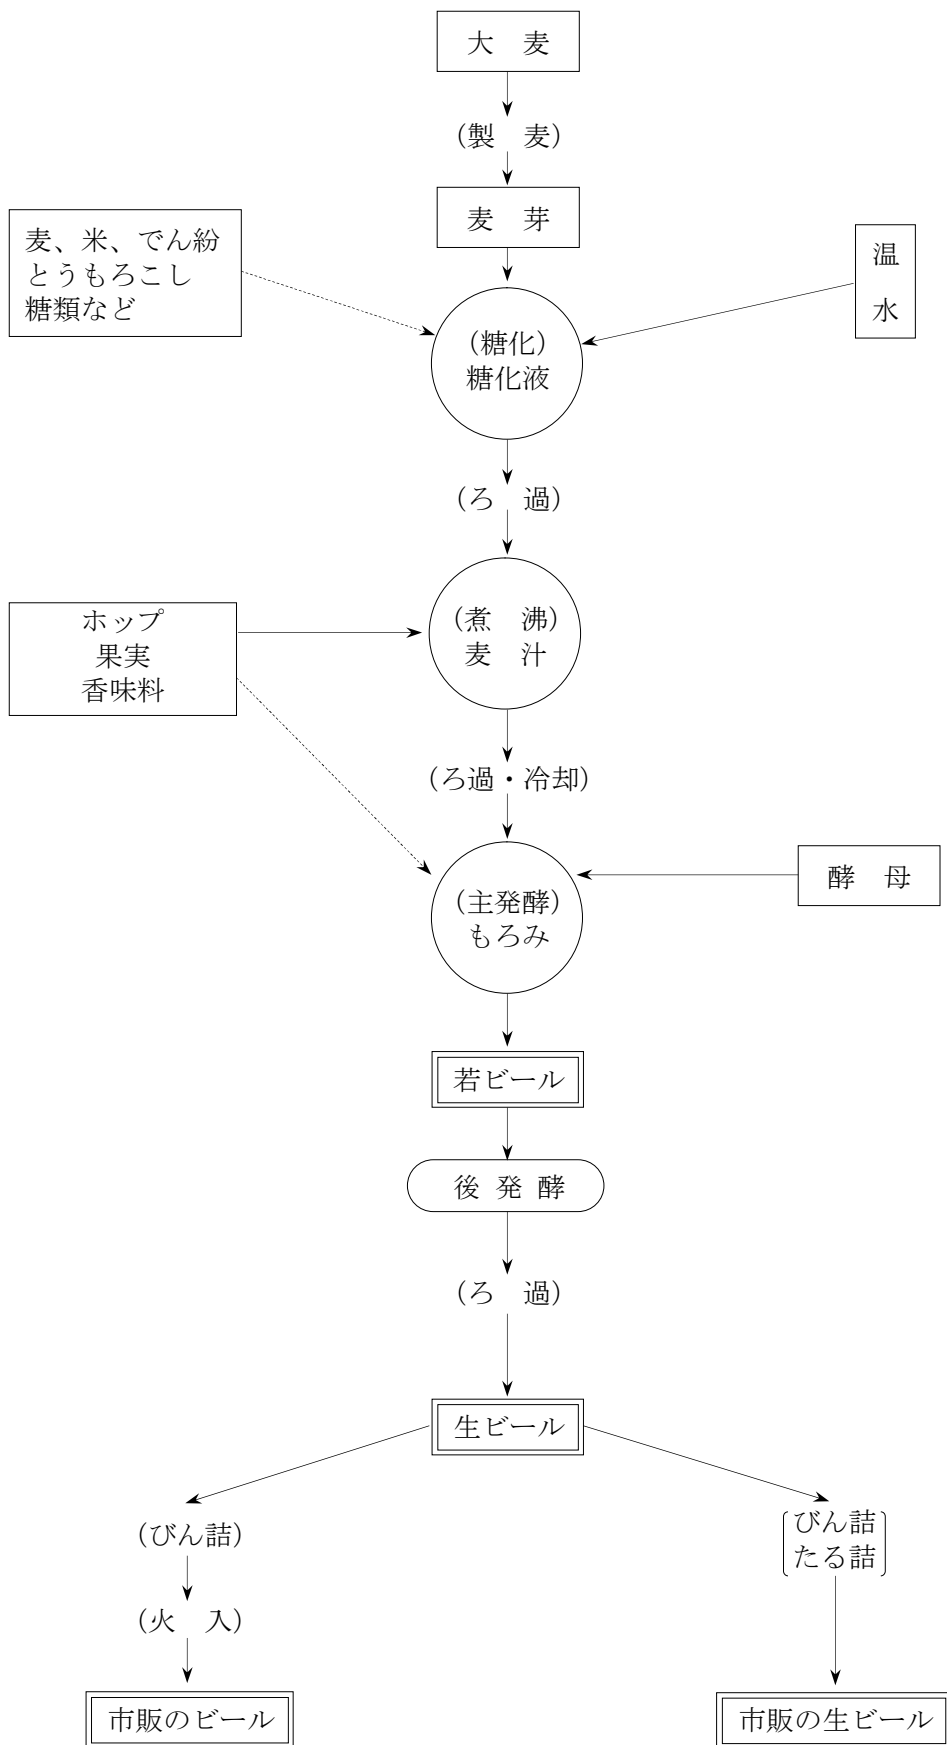 大　麦
（製　麦）
麦　芽
麦、米、でん紛
とうもろこし
糖類など
温
水
（糖化）
糖化液
（ろ　過）
ホップ
果実
香味料
（煮　沸）
麦　汁
（ろ過・冷却）
酵　母
（主発酵）
もろみ
若ビール
後 発 酵
（ろ　過）
生ビール
（びん詰）
（火　入）
市販のビール
びん詰
たる詰
市販の生ビール